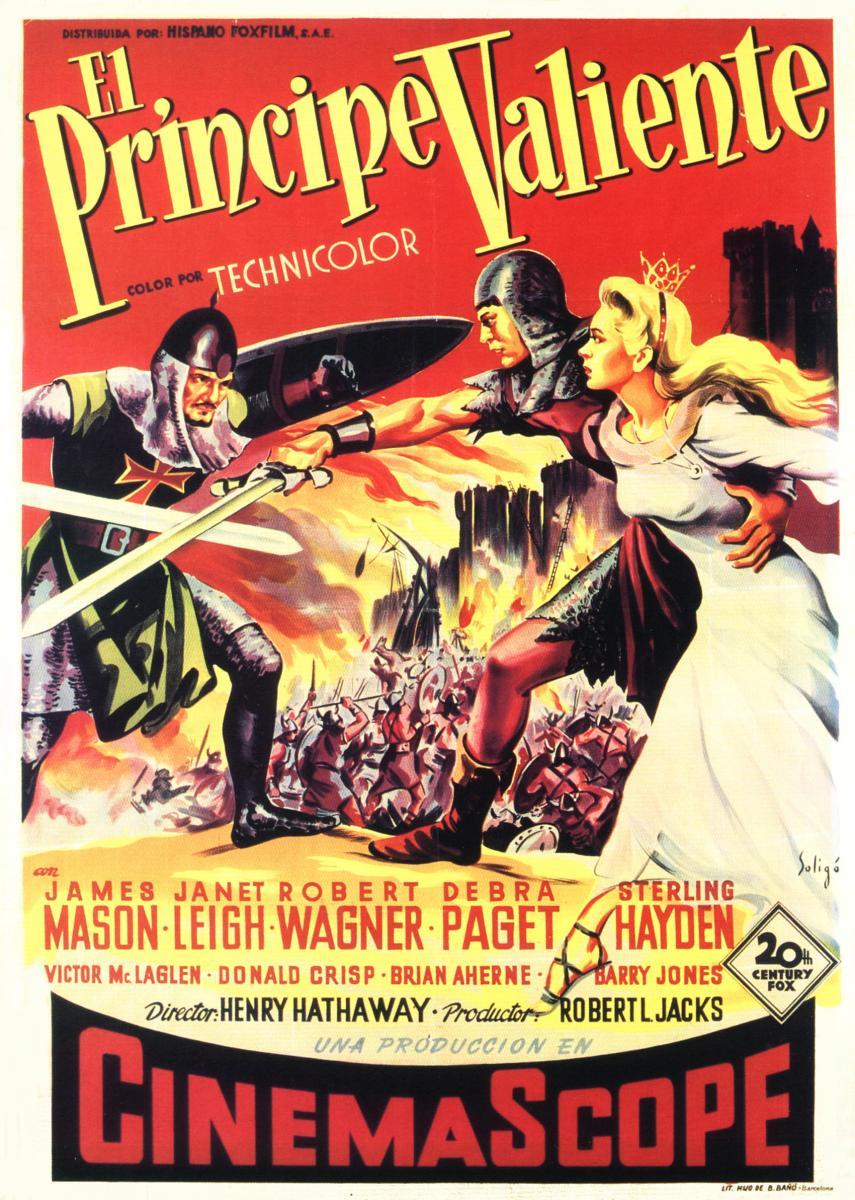 DISTRIBUIDA POR: HISPANO FOXFILM, S.A.E.
El
Príncipe Valiente
COLOR POR TECHNICOLOR
Soligó
con
JAMES MASON · JANET LEIGH · ROBERT WAGNER · DEBRA PAGET STERLING HAYDEN
VICTOR McLAGLEN · DONALD CRISP · BRIAN AHERNE · BARRY JONES
Director: HENRY HATHAWAY · Productor: ROBERT L. JACKS
20th
CENTURY
FOX
UNA PRODUCCION EN
CINEMASCOPE
LIT. HIJO DE B. BAÑÓ - Barcelona